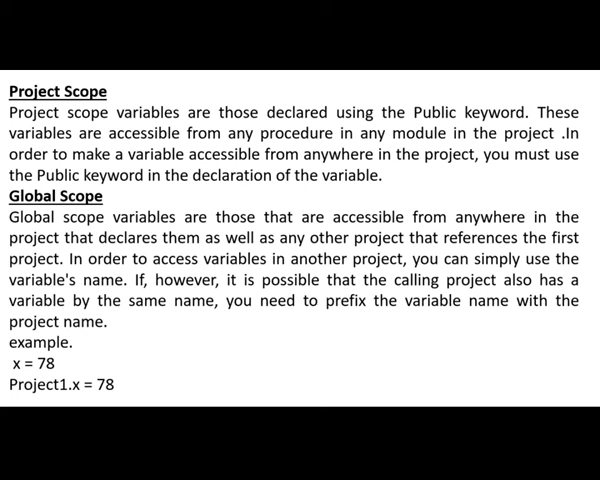 Project Scope
Project scope variables are those declared using the Public keyword. These
variables are accessible from any procedure in any module in the project .In
order to make a variable accessible from anywhere in the project, you must use
the Public keyword in the declaration of the variable.
Global Scope
Global scope variables are those that are accessible from anywhere in the
project that declares them as well as any other project that references the first
project. In order to access variables in another project, you can simply use the
variable's name. If, however, it is possible that the calling project also has a
variable by the same name, you need to prefix the variable name with the
project name.
example.
x = 78
Project1.x = 78